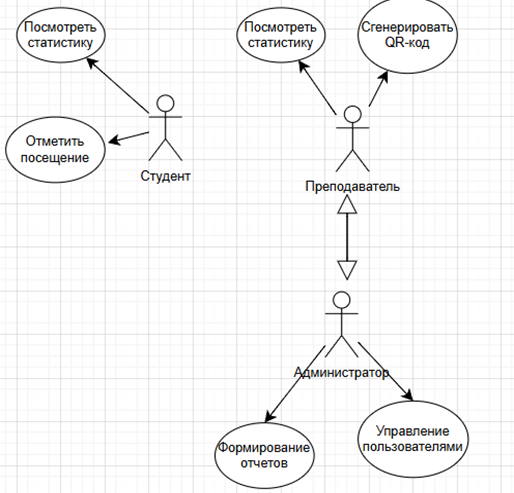 Посмотреть
статистику
Посмотреть
статистику
Сгенерировать
QR-код
Отметить
посещение
Студент
Преподаватель
Администратор
Формирование
отчетов
Управление
пользователями